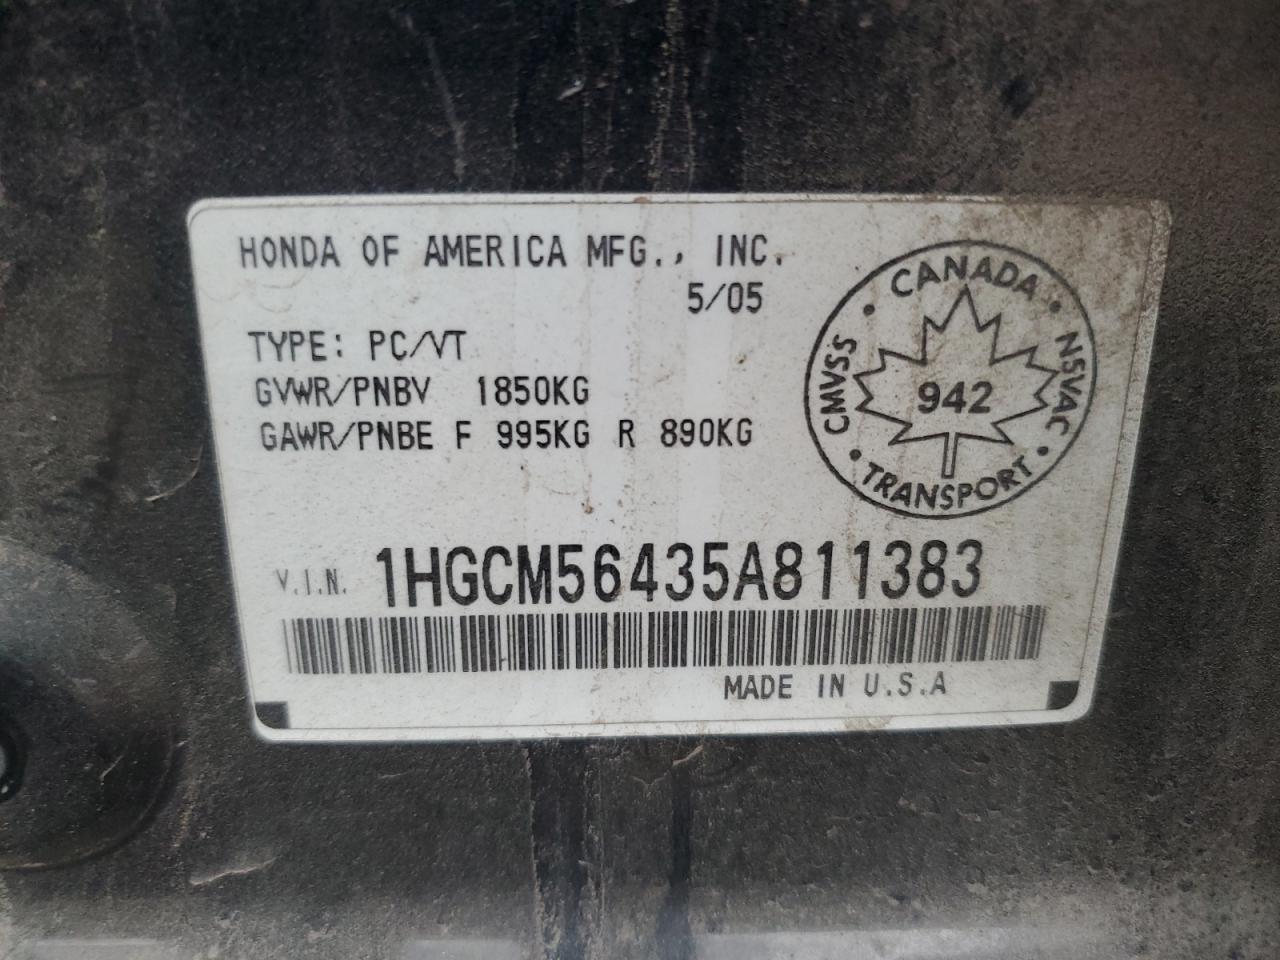 HONDA OF AMERICA MFG., INC.
5/05
TYPE: PC/VT
GVWR/PNBV 1850KG
GAWR/PNBE F 995KG R 890KG
CANADA
CMVSS
942
NSVAC
TRANSPORT
V.I.N. 1HGCM56435A811383
MADE IN U.S.A